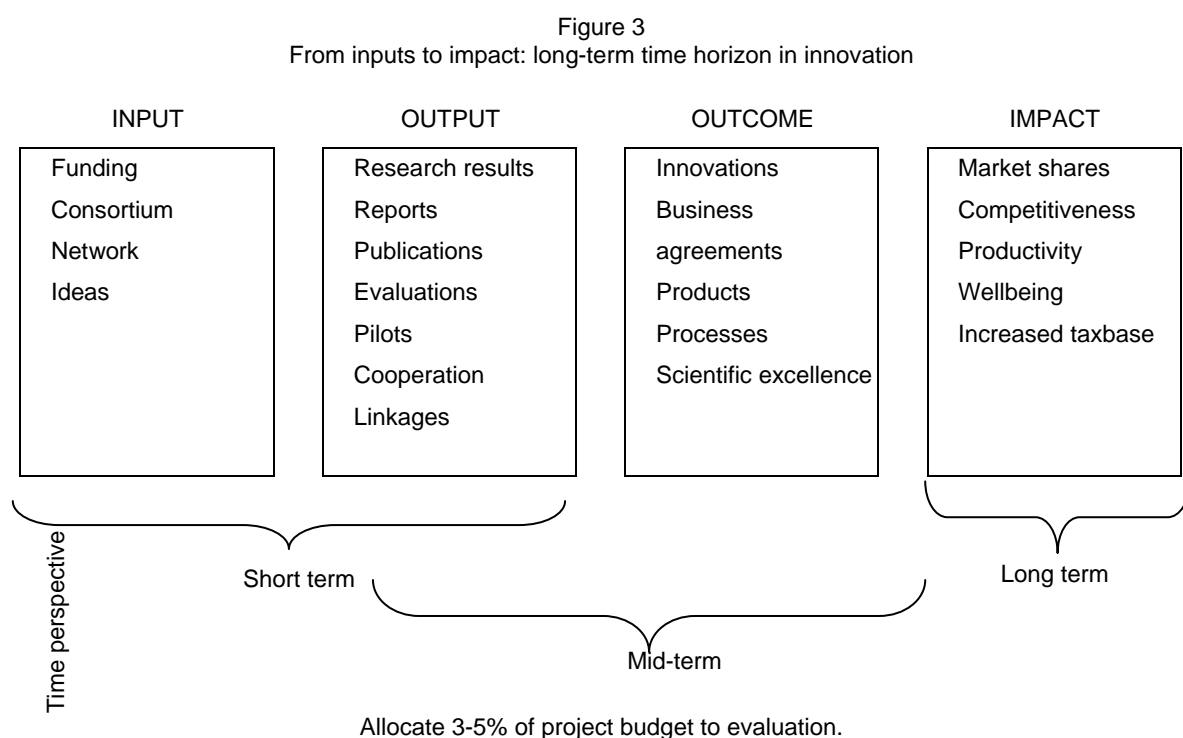 Figure 3
From inputs to impact: long-term time horizon in innovation
INPUT
Funding
Consortium
Network
Ideas
OUTPUT
Research results
Reports
Publications
Evaluations
Pilots
Cooperation
Linkages
OUTCOME
Innovations
Business
agreements
Products
Processes
Scientific excellence
IMPACT
Market shares
Competitiveness
Productivity
Wellbeing
Increased taxbase
Time perspective
Short term
Mid-term
Long term
Allocate 3-5% of project budget to evaluation.